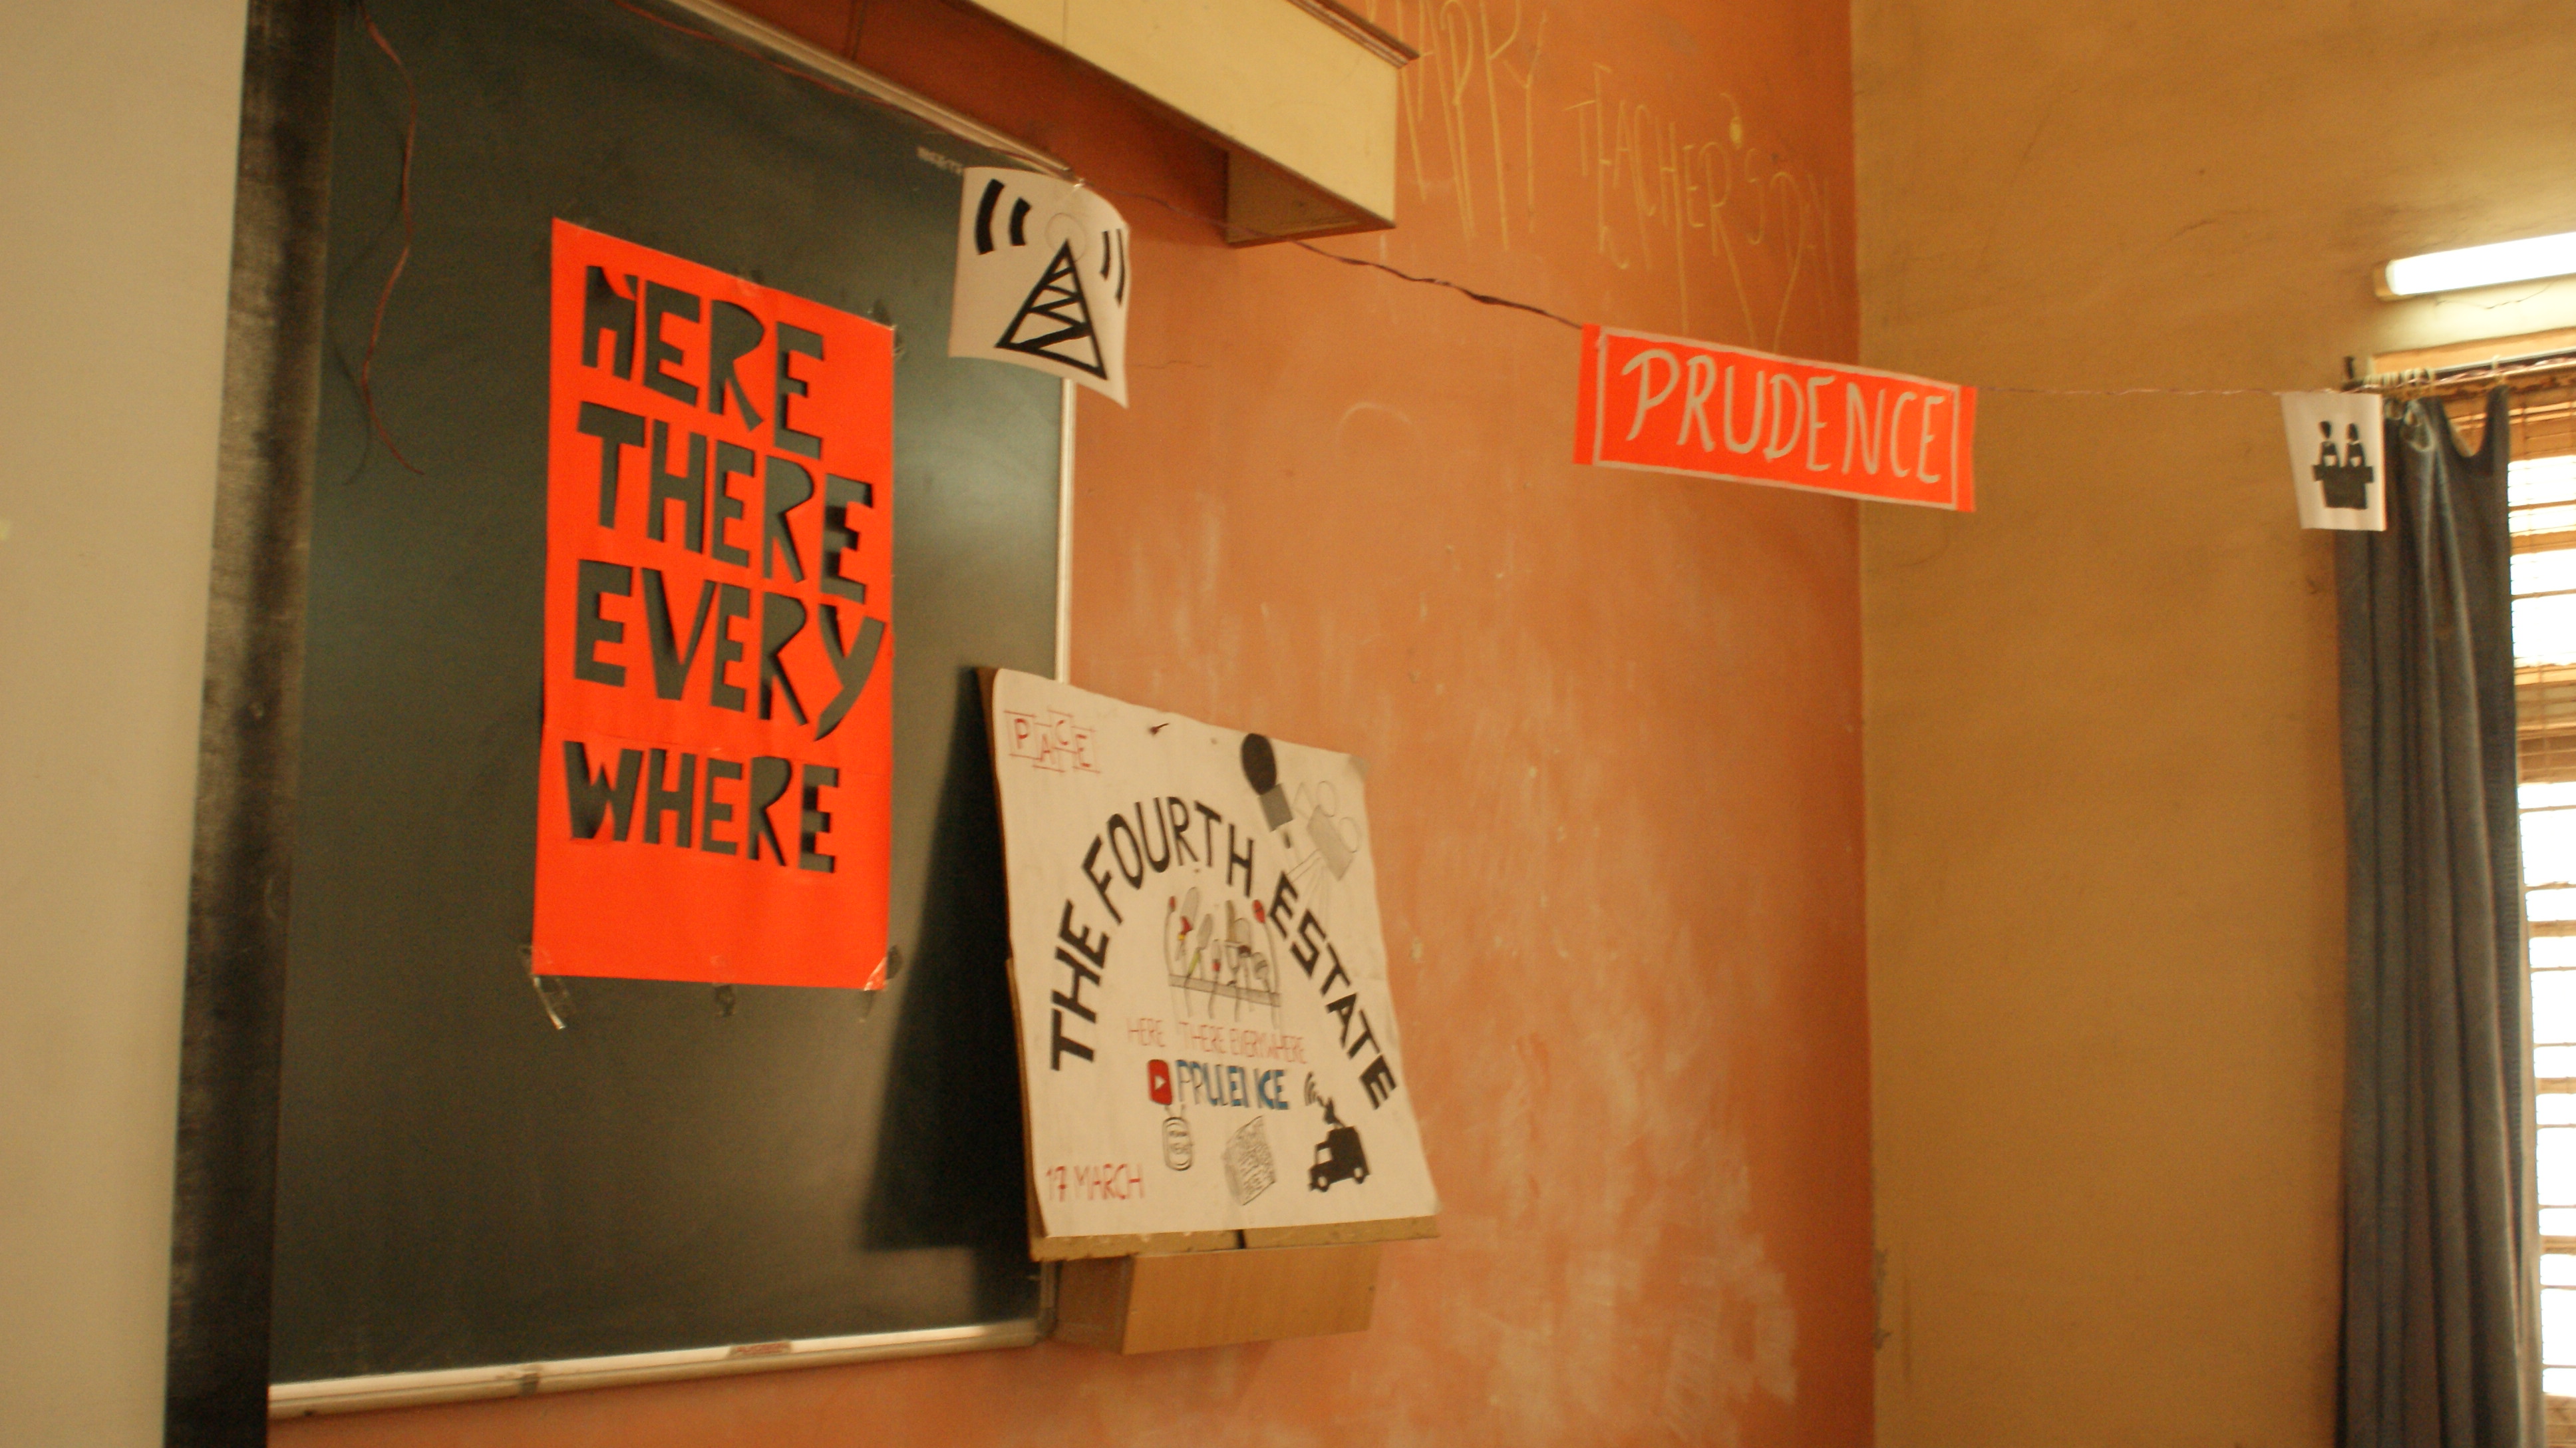 HERE
THERE
EVERY
WHERE
HAPPY
TEACHER'S DAY
PRUDENCE
PACE
THE FOURTH ESTATE
HERE THERE EVERYWHERE
PRUDENCE
17 MARCH